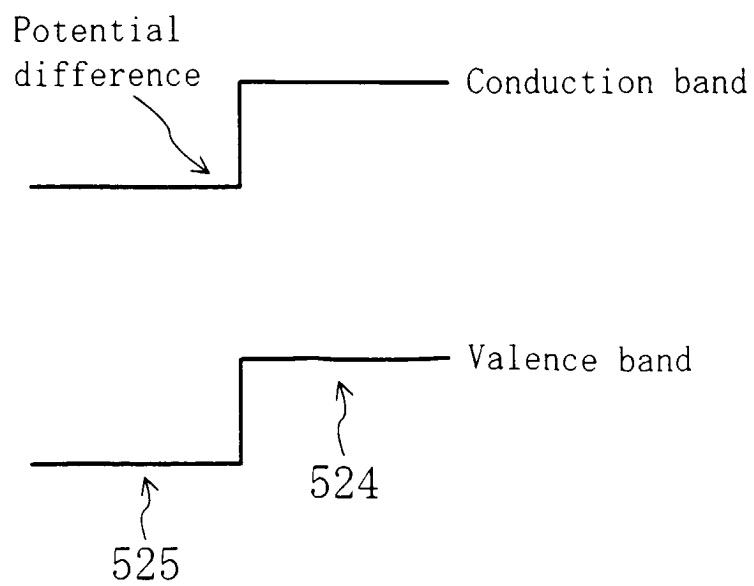 Potential
difference
Conduction band
Valence band
524
525